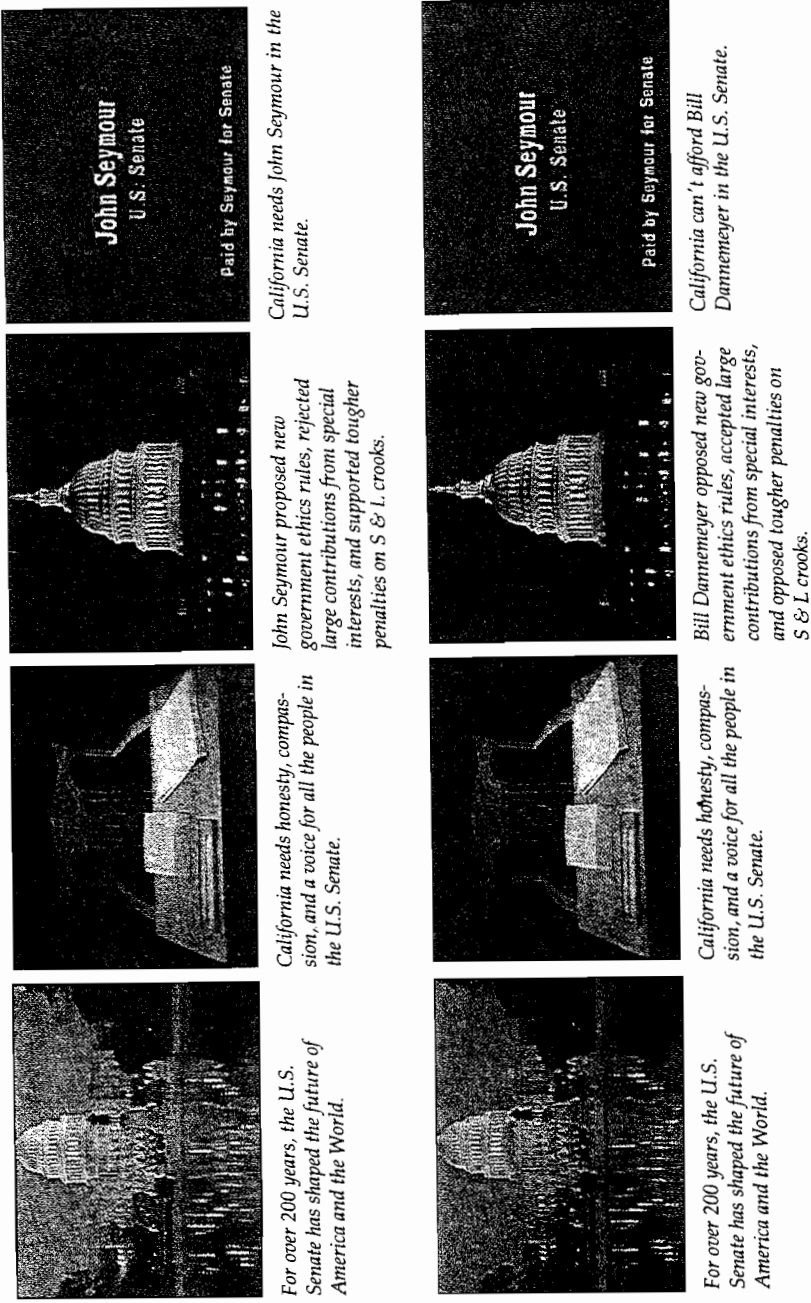 For over 200 years, the U.S.
Senate has shaped the future of
America and the World.
California needs honesty, compas-
sion, and a voice for all the people in
the U.S. Senate.
John Seymour proposed new
government ethics rules, rejected
large contributions from special
interests, and supported tougher
penalties on S & L crooks.
John Seymour
U.S. Senate
Paid by Seymour for Senate
California needs John Seymour in the
U.S. Senate.
For over 200 years, the U.S.
Senate has shaped the future of
America and the World.
California needs honesty, compas-
sion, and a voice for all the people in
the U.S. Senate.
Bill Dannemeyer opposed new gov-
ernment ethics rules, accepted large
contributions from special interests,
and opposed tougher penalties on
S & L crooks.
John Seymour
U.S. Senate
Paid by Seymour for Senate
California can't afford Bill
Dannemeyer in the U.S. Senate.